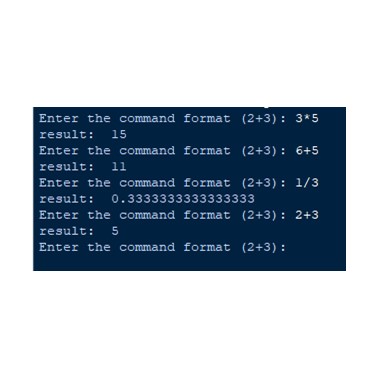 Enter the command format (2+3): 3*5
result:  15
Enter the command format (2+3): 6+5
result:  11
Enter the command format (2+3): 1/3
result:  0.3333333333333333
Enter the command format (2+3): 2+3
result:  5
Enter the command format (2+3):